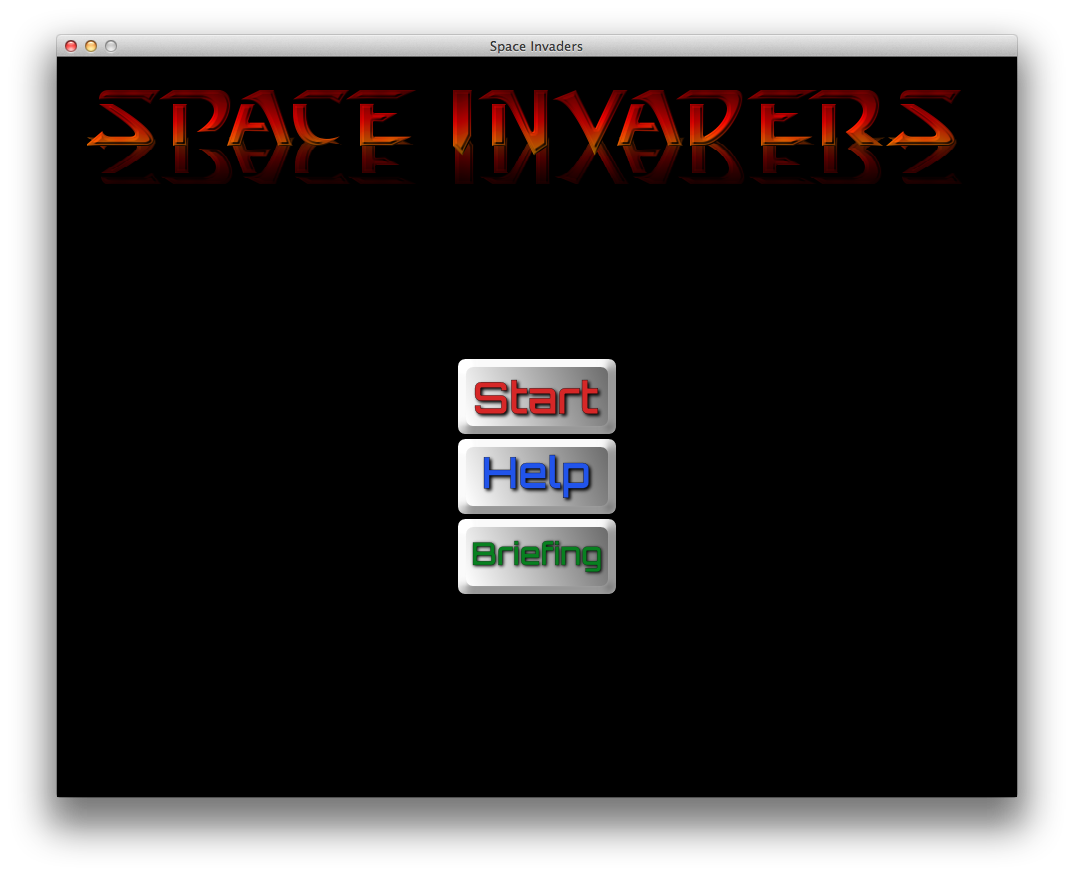 Space Invaders
SPACE INVADERS
Start
Help
Briefing